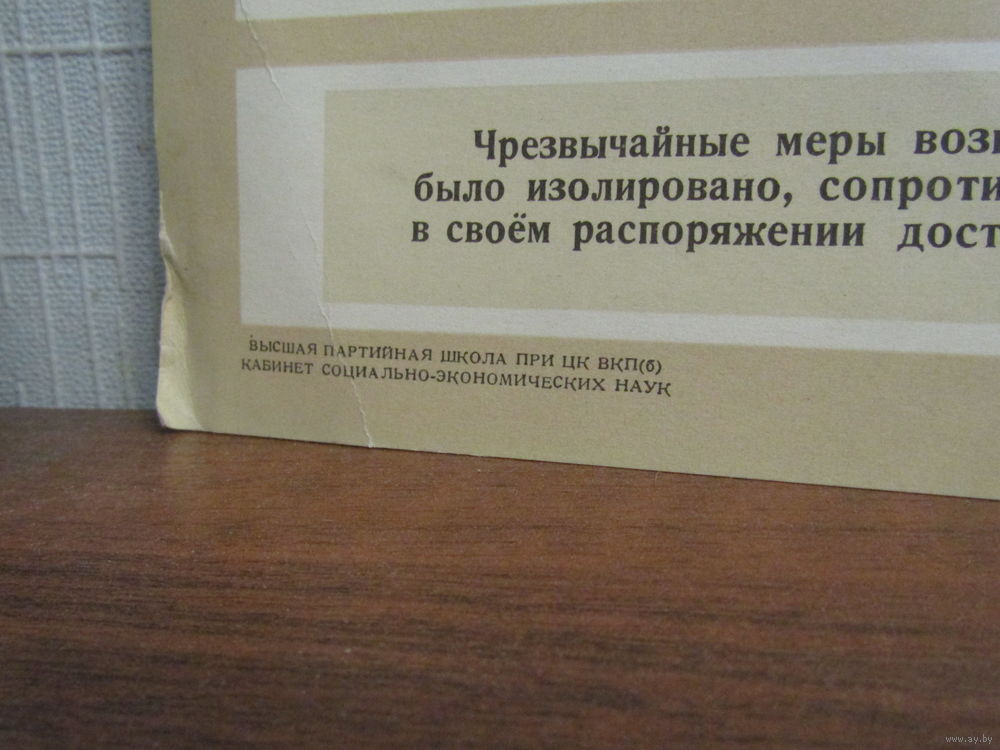 Чрезвычайные меры
было изолировано,
в своём распоряжении
ВЫСШАЯ ПАРТИЙНАЯ ШКОЛА ПРИ ЦК ВКП(б)
КАБИНЕТ СОЦИАЛЬНО-ЭКОНОМИЧЕСКИХ НАУК
www.ay.by